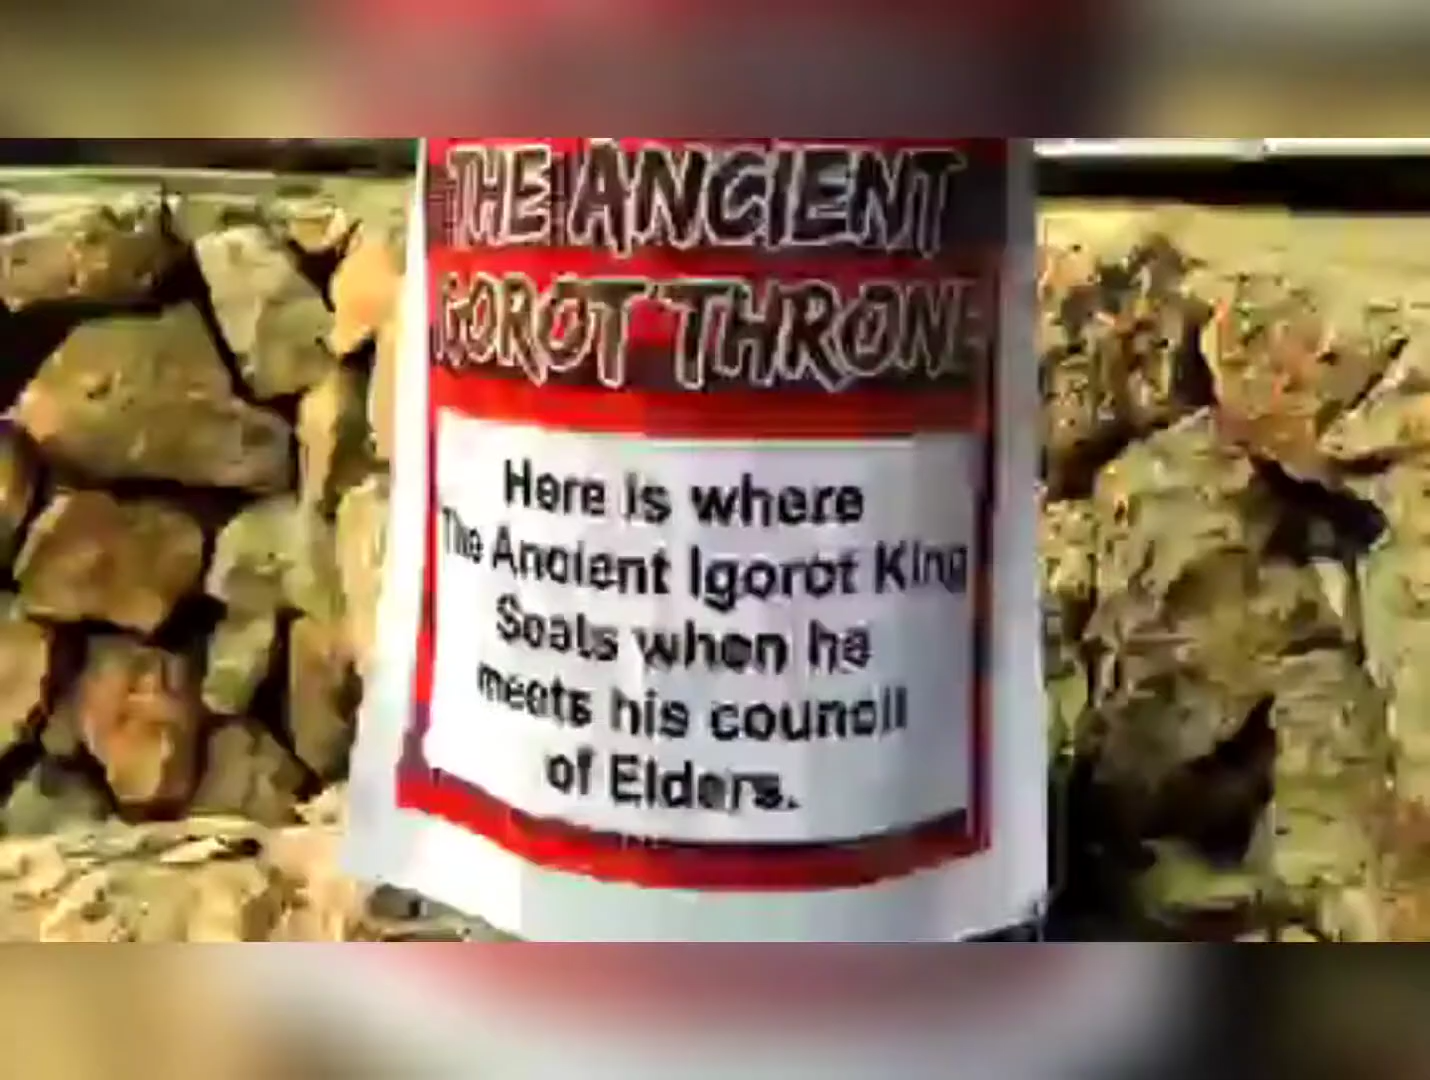 THE ANCIENT
IGOROT THRONE
Here is where
The Ancient Igorot King
Seats when he
meets his council
of Elders.